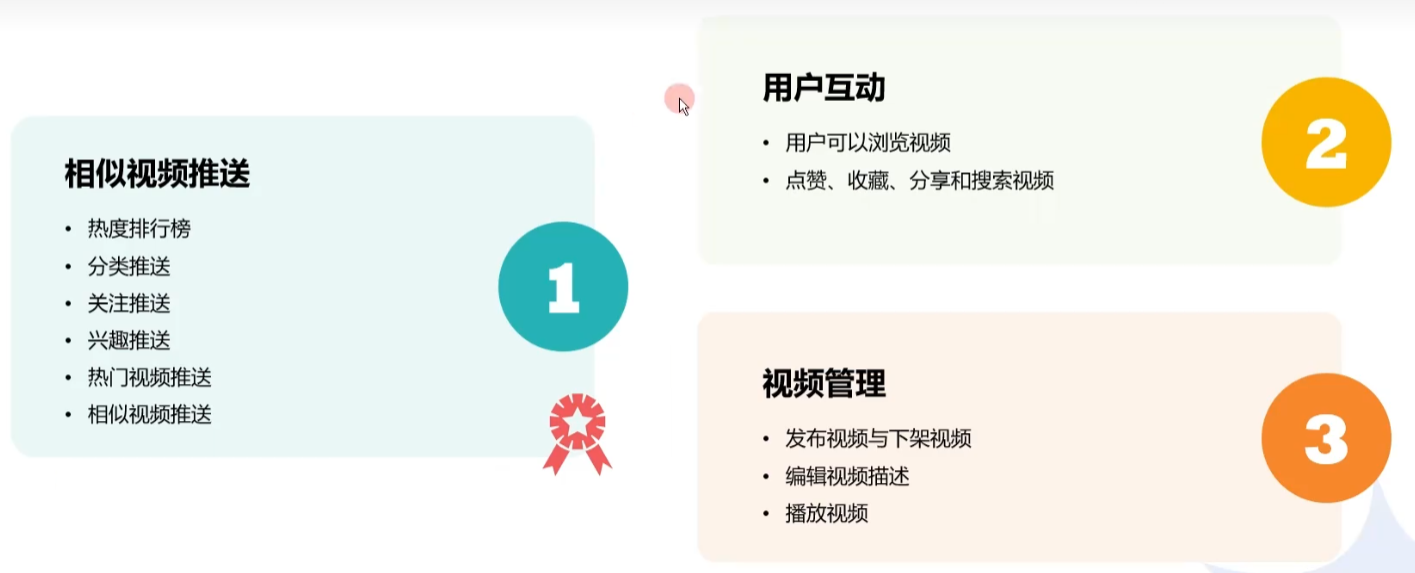 相似视频推送
• 热度排行榜
• 分类推送
• 关注推送
• 兴趣推送
• 热门视频推送
• 相似视频推送
1
用户互动
• 用户可以浏览视频
• 点赞、收藏、分享和搜索视频
2
视频管理
• 发布视频与下架视频
• 编辑视频描述
• 播放视频
3